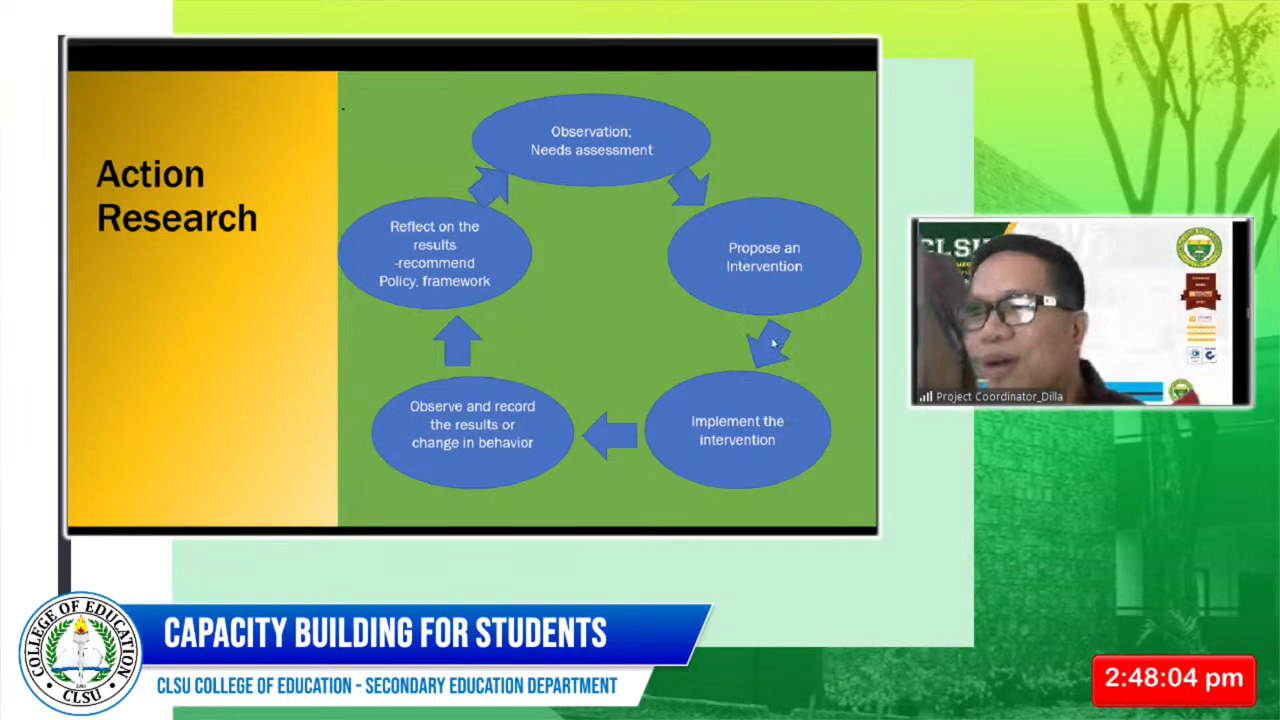 Action
Research
Observation;
Needs assessment
Propose an
Intervention
Implement the
intervention
Observe and record
the results or
change in behavior
Reflect on the
results
-recommend
Policy, framework
CLSU
Project Coordinator_Dilla
COLLEGE OF EDUCATION
CLSU
CAPACITY BUILDING FOR STUDENTS
CLSU COLLEGE OF EDUCATION - SECONDARY EDUCATION DEPARTMENT
2:48:04 pm